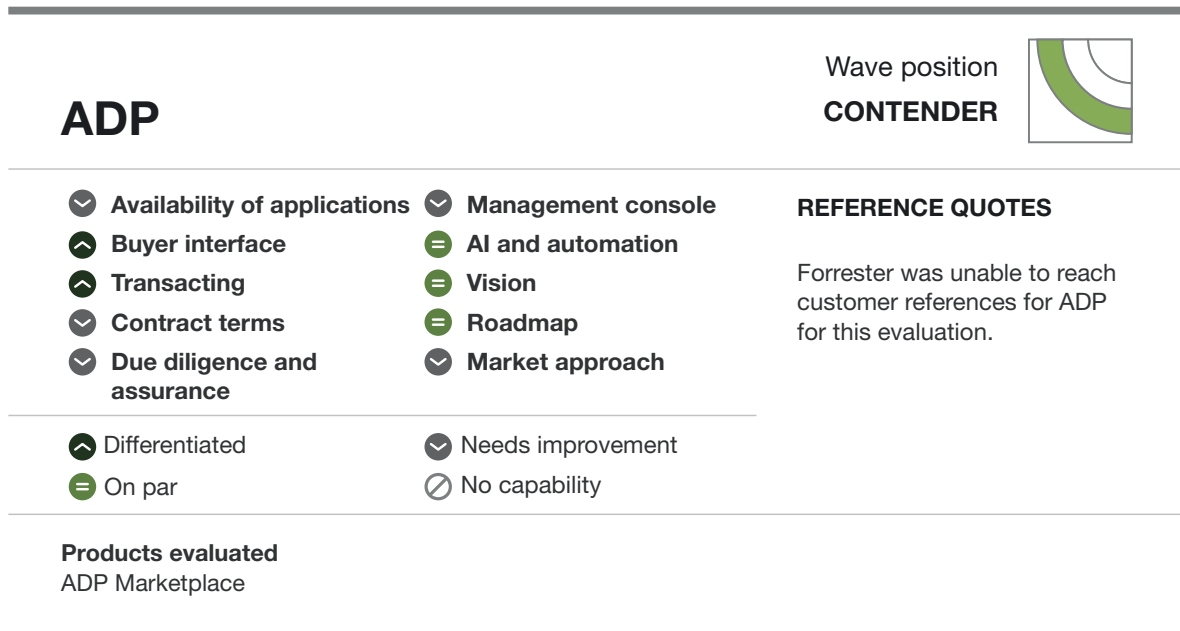 ADP
Wave position
CONTENDER
Availability of applications
Buyer interface
Transacting
Contract terms
Due diligence and
assurance
Management console
AI and automation
Vision
Roadmap
Market approach
REFERENCE QUOTES
Forrester was unable to reach
customer references for ADP
for this evaluation.
Differentiated
On par
Needs improvement
No capability
Products evaluated
ADP Marketplace